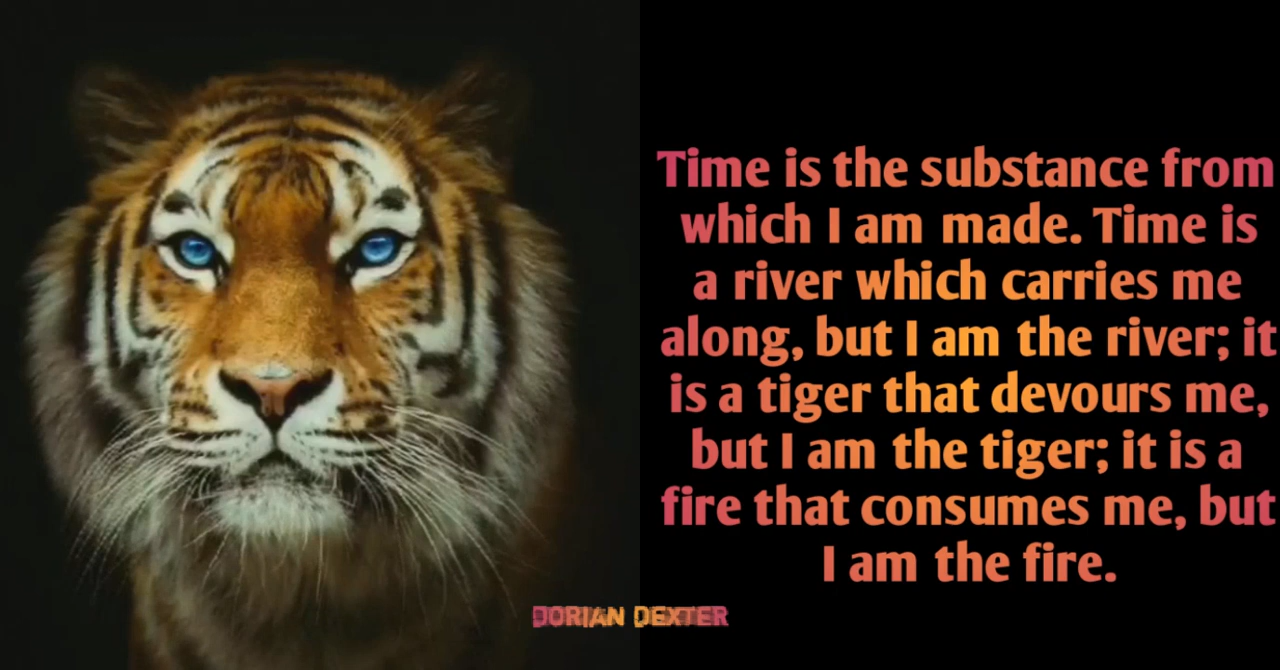 Time is the substance from
which I am made. Time is
a river which carries me
along, but I am the river; it
is a tiger that devours me,
but I am the tiger; it is a
fire that consumes me, but
I am the fire.
DORIAN DEXTER